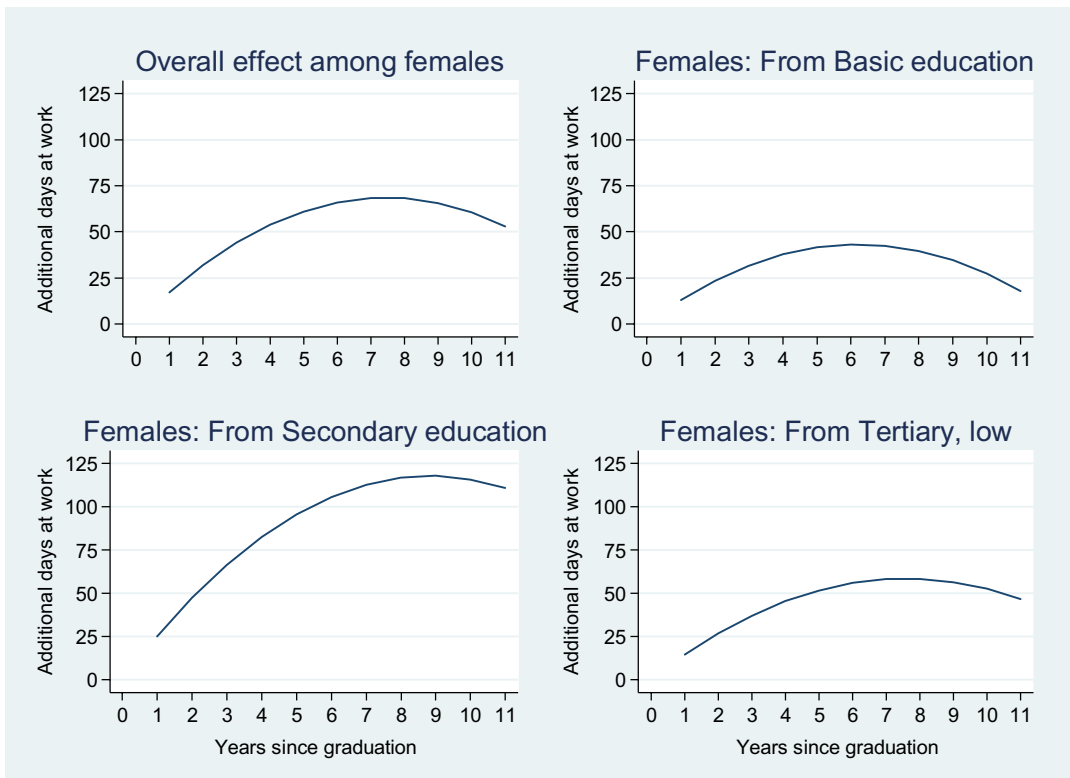 Overall effect among females
Additional days at work
125
100
75
50
25
0
0 1 2 3 4 5 6 7 8 9 10 11
Females: From Basic education
Additional days at work
125
100
75
50
25
0
0 1 2 3 4 5 6 7 8 9 10 11
Females: From Secondary education
Additional days at work
125
100
75
50
25
0
0 1 2 3 4 5 6 7 8 9 10 11
Years since graduation
Females: From Tertiary, low
Additional days at work
125
100
75
50
25
0
0 1 2 3 4 5 6 7 8 9 10 11
Years since graduation